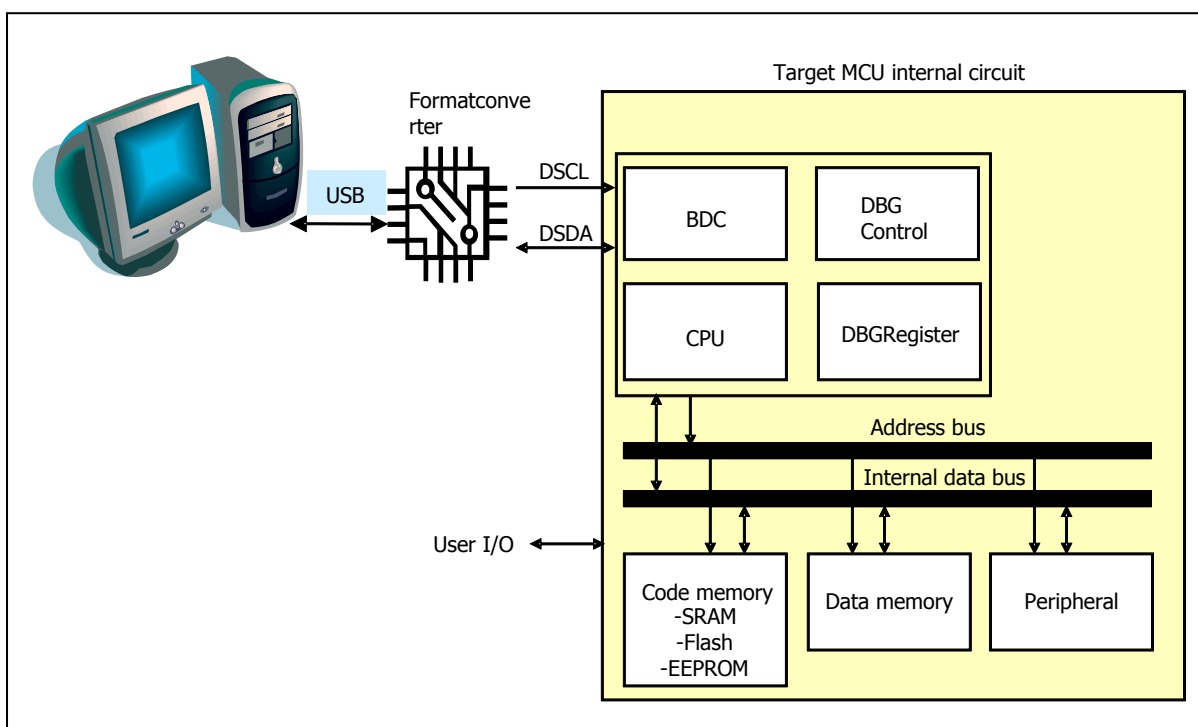 Target MCU internal circuit
Formatconve
rter
USB
DSCL
DSDA
BDC
DBG
Control
CPU
DBGRegister
Address bus
Internal data bus
User I/O
Code memory
-SRAM
-Flash
-EEPROM
Data memory
Peripheral